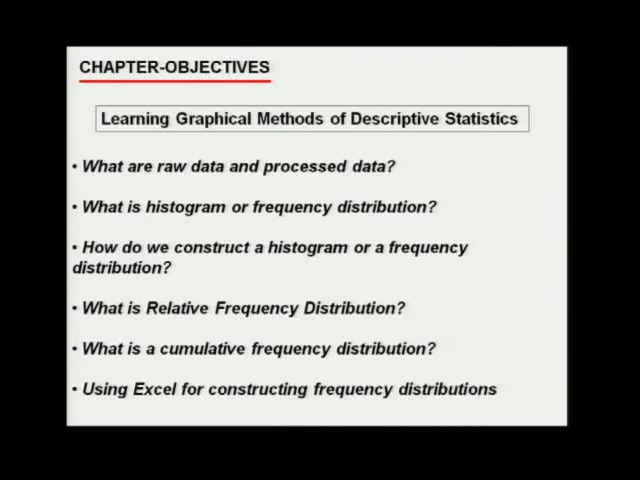 CHAPTER-OBJECTIVES
Learning Graphical Methods of Descriptive Statistics
• What are raw data and processed data?
• What is histogram or frequency distribution?
• How do we construct a histogram or a frequency
distribution?
• What is Relative Frequency Distribution?
• What is a cumulative frequency distribution?
• Using Excel for constructing frequency distributions